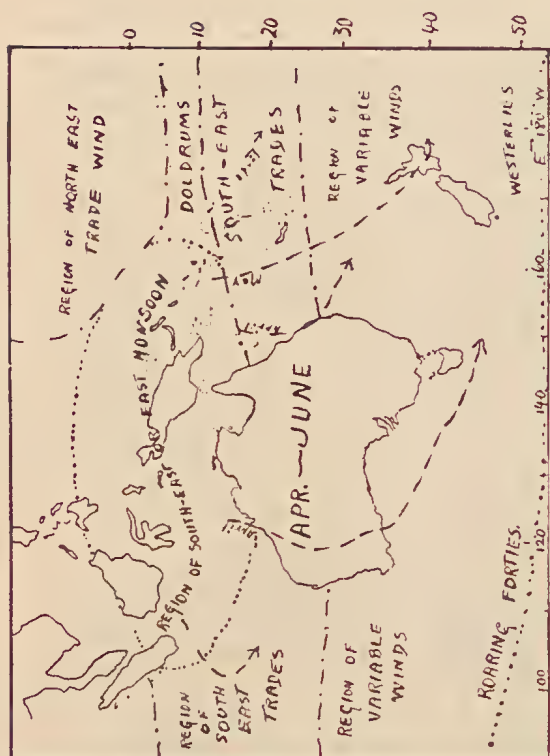 0
10
20
30
40
50
REGION OF NORTH EAST
TRADE WIND
DOLDRUMS
SOUTH-EAST
TRADES
REGION OF
VARIABLE
WINDS
WESTERLIES
E 180 W
160
140
120
100
EAST MONSOON
OR
REGION OF SOUTH-EAST
1 APR.—JUNE
REGION
OF
SOUTH
EAST
TRADES
REGION OF
VARIABLE
WINDS
ROARING FORTIES.